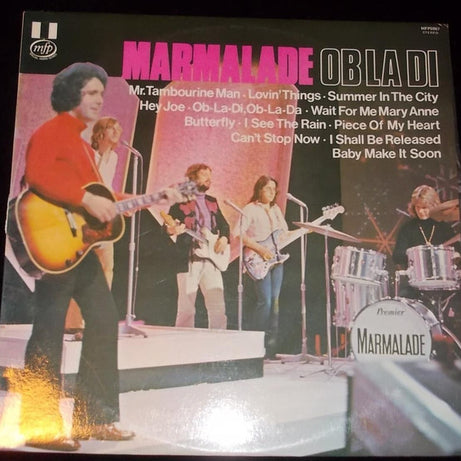 mfp
MFP50967
STEREO
MARMALADE OB LA DI
Mr. Tambourine Man · Lovin' Things · Summer In The City
Hey Joe · Ob-La-Di, Ob-La-Da · Wait For Me Mary Anne
Butterfly · I See The Rain · Piece Of My Heart
Can't Stop Now · I Shall Be Released
Baby Make It Soon
Premier
MARMALADE